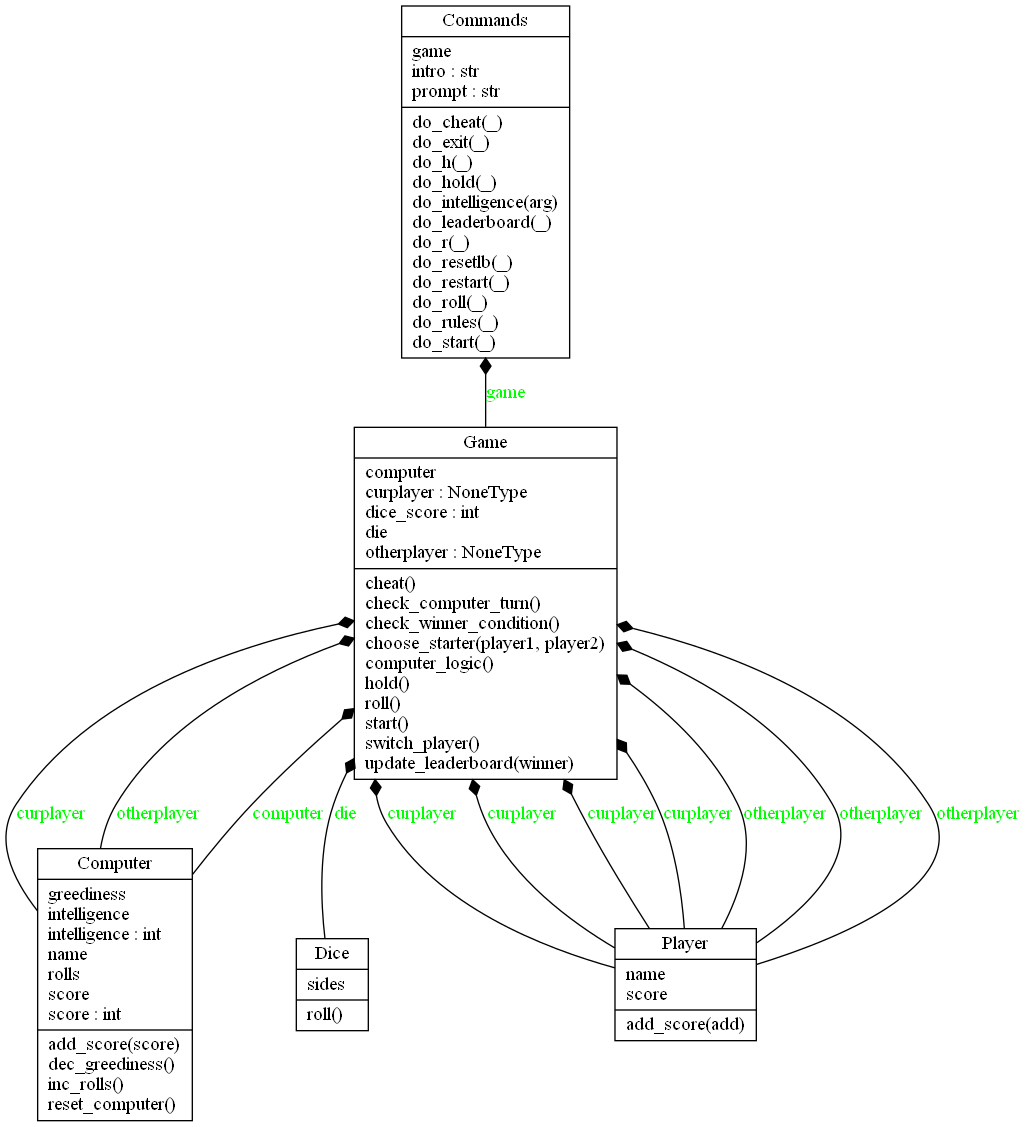 Commands
game
intro : str
prompt : str
do_cheat(_)
do_exit(_)
do_h(_)
do_hold(_)
do_intelligence(arg)
do_leaderboard(_)
do_r(_)
do_resetlb(_)
do_restart(_)
do_roll(_)
do_rules(_)
do_start(_)
game
Game
computer
curplayer : NoneType
dice_score : int
die
otherplayer : NoneType
cheat()
check_computer_turn()
check_winner_condition()
choose_starter(player1, player2)
computer_logic()
hold()
roll()
start()
switch_player()
update_leaderboard(winner)
curplayer
otherplayer
computer
die
curplayer
curplayer
curplayer
curplayer
otherplayer
otherplayer
otherplayer
Computer
greediness
intelligence
intelligence : int
name
rolls
score
score : int
add_score(score)
dec_greediness()
inc_rolls()
reset_computer()
Dice
sides
roll()
Player
name
score
add_score(add)